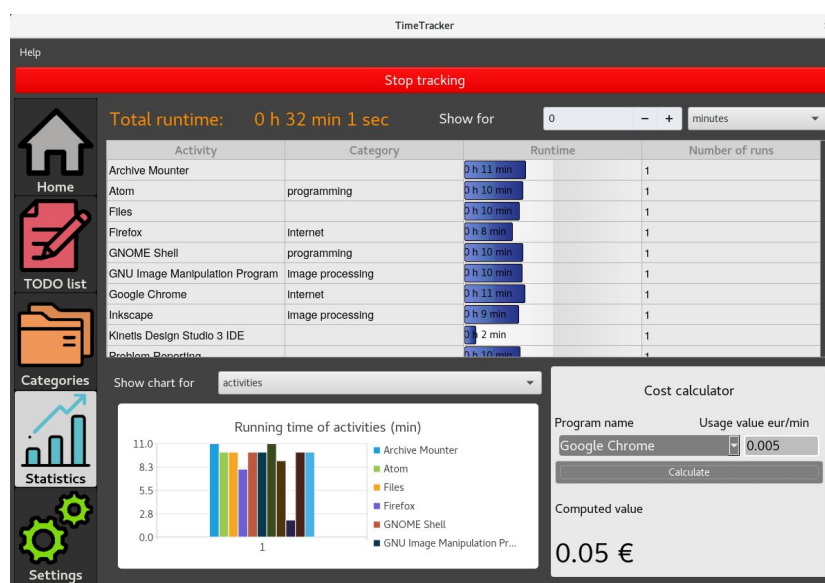 TimeTracker
Help
Stop tracking
Total runtime: 0 h 32 min 1 sec Show for 0 - + minutes
Activity Category Runtime Number of runs
Archive Mounter 0 h 11 min 1
Atom programming 0 h 10 min 1
Files 0 h 10 min 1
Firefox Internet 0 h 8 min 1
GNOME Shell programming 0 h 10 min 1
GNU Image Manipulation Program Image processing 0 h 10 min 1
Google Chrome Internet 0 h 11 min 1
Inkscape Image processing 0 h 9 min 1
Kinetis Design Studio 3 IDE 0 h 2 min 1
Problem Reporting 0 h 10 min 1
Home
TODO list
Categories
Statistics
Settings
Show chart for activities
Running time of activities (min)
11.0
8.3
5.5
2.8
0.0
1
Archive Mounter
Atom
Files
Firefox
GNOME Shell
GNU Image Manipulation Pr...
Cost calculator
Program name Usage value eur/min
Google Chrome 0.005
Calculate
Computed value
0.05 €